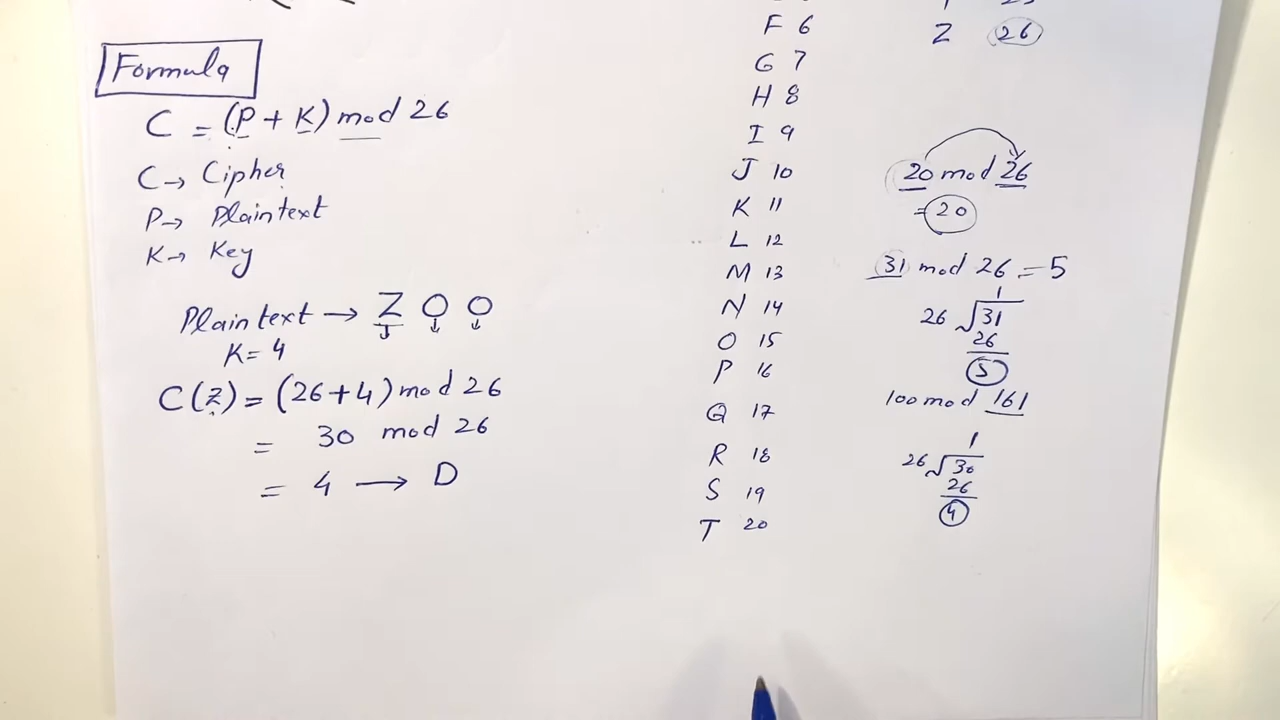 Formula
C = (P + K) mod 26
C → Cipher
P → Plaintext
K → Key
Plaintext → Z O O
J
K = 4
C(Z) = (26+4) mod 26
= 30 mod 26
= 4 → D
F 6
G 7
H 8
I 9
J 10
K 11
L 12
M 13
N 14
O 15
P 16
Q 17
R 18
S 19
T 20
Z 26
20 mod 26
= 20
31 mod 26 = 5
1
26 √31
26
5
100 mod 161
1
26 √30
26
4